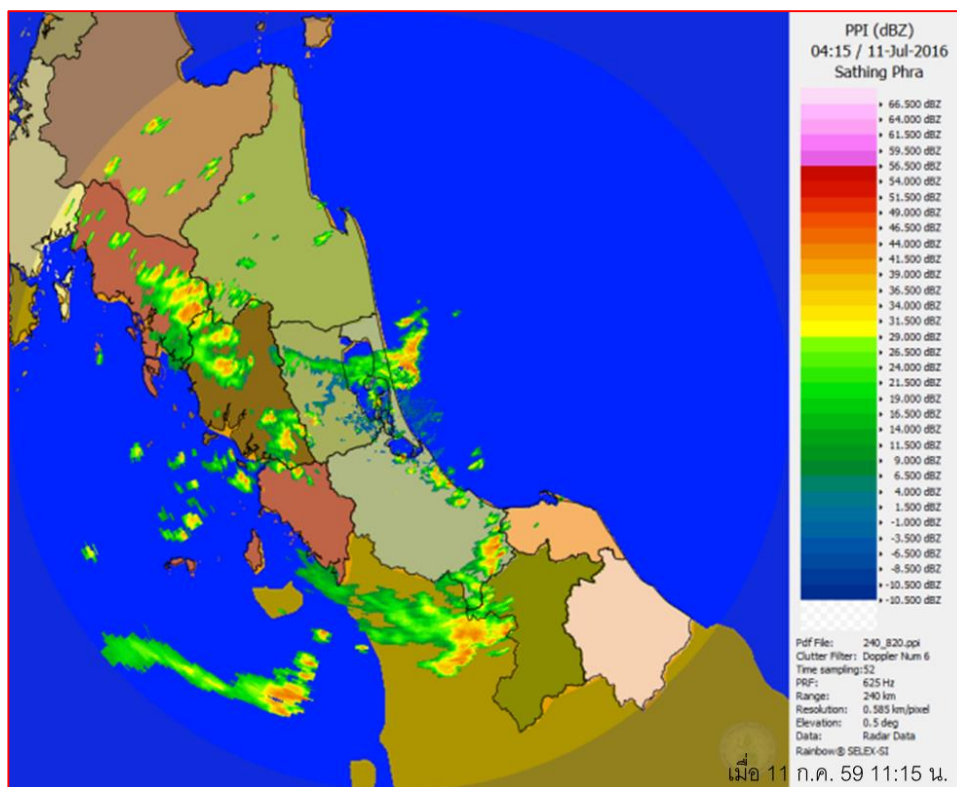 PPI (dBZ)
04:15 / 11-Jul-2016
Sathing Phra
66.500 dBZ
64.000 dBZ
61.500 dBZ
59.500 dBZ
56.500 dBZ
54.000 dBZ
51.500 dBZ
49.000 dBZ
46.500 dBZ
44.000 dBZ
41.500 dBZ
39.000 dBZ
36.500 dBZ
34.000 dBZ
31.500 dBZ
29.000 dBZ
26.500 dBZ
24.000 dBZ
21.500 dBZ
19.000 dBZ
16.500 dBZ
14.000 dBZ
11.500 dBZ
9.000 dBZ
6.500 dBZ
4.000 dBZ
1.500 dBZ
-1.000 dBZ
-3.500 dBZ
-6.500 dBZ
-8.500 dBZ
-10.500 dBZ
-10.500 dBZ
Pdf File: 240_820.ppi
Clutter Filter: Doppler Num 6
Time sampling:52
PRF: 625 Hz
Range: 240 km
Resolution: 0.585 km/pixel
Elevation: 0.5 deg
Data: Radar Data
Rainbow® SELEX-SI
เมื่อ 11 ก.ค. 59 11:15 น.